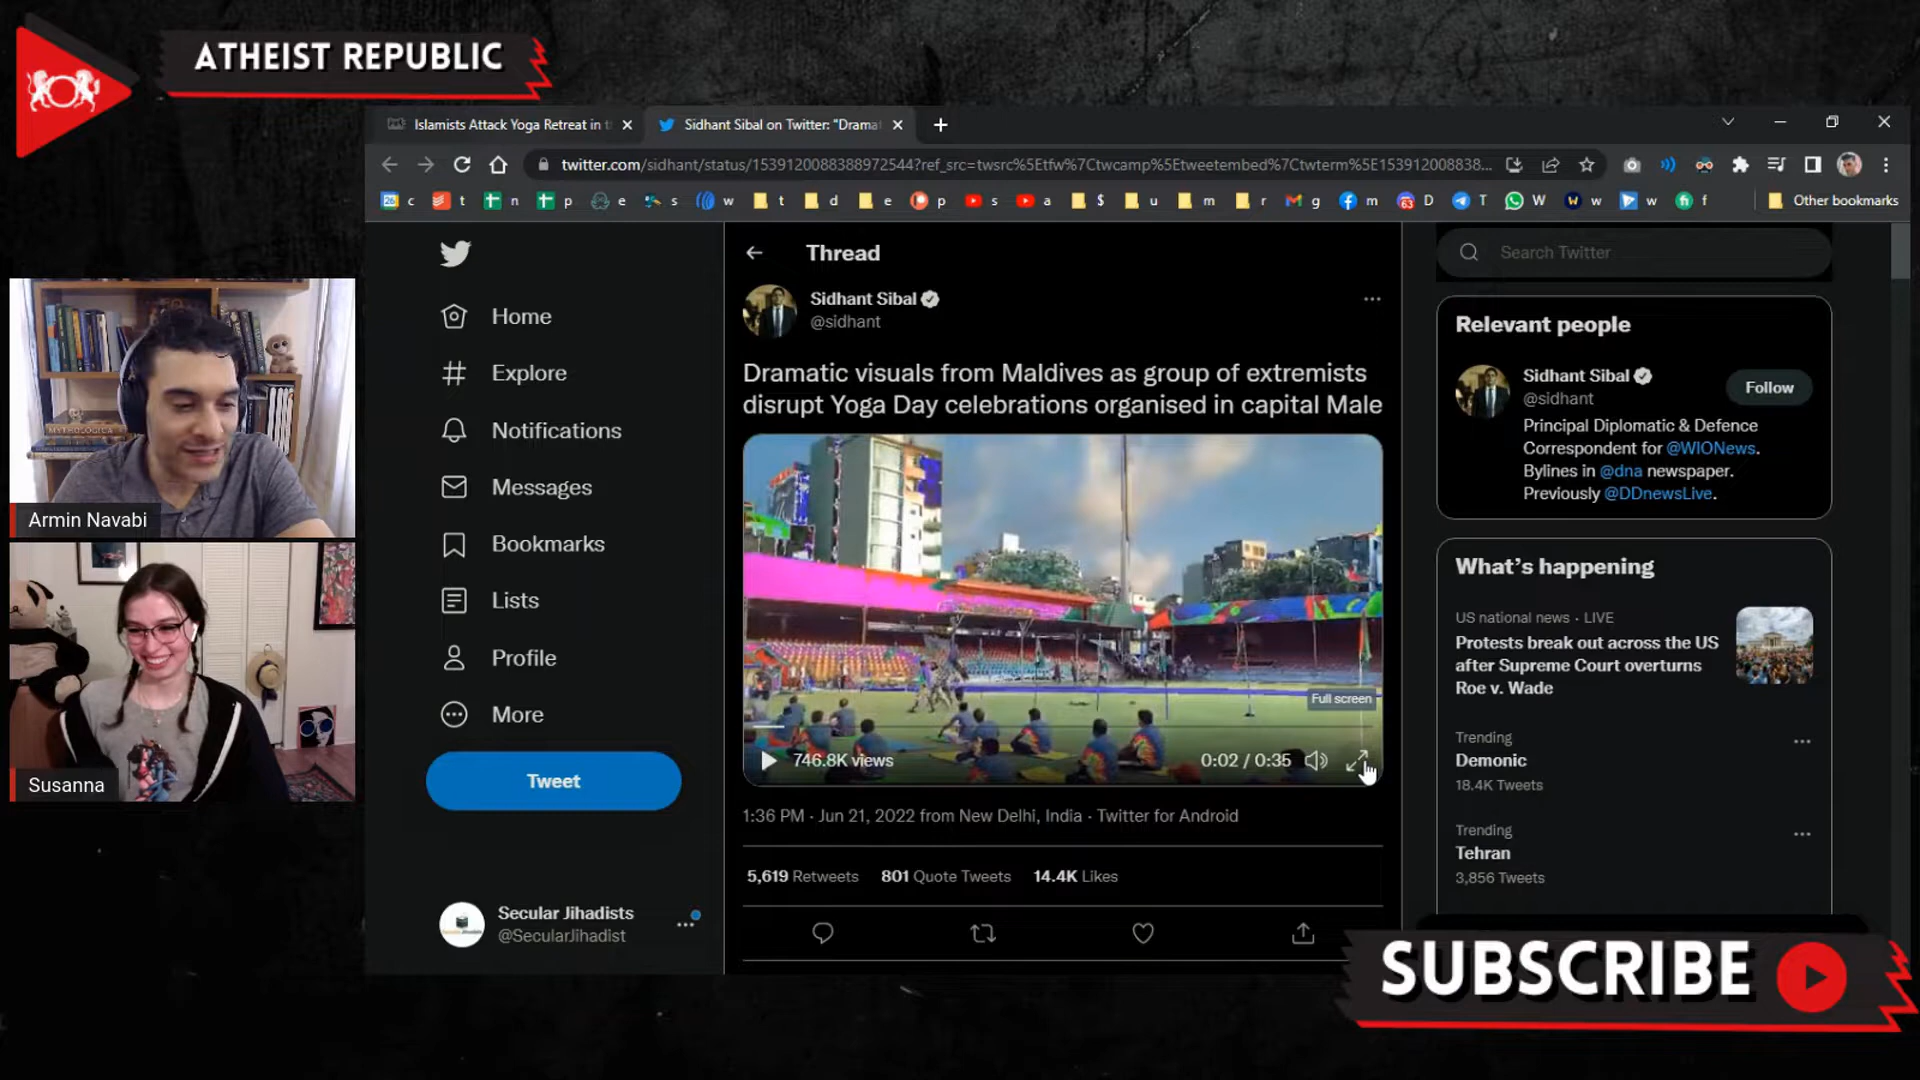 ATHEIST REPUBLIC
Islamists Attack Yoga Retreat in t
Sidhant Sibal on Twitter: "Drama
twitter.com/sidhant/status/1539120088388972544?ref_src=twsrc%5Etfw%7Ctwcamp%5Etweetembed%7Ctwterm%5E153912008838...
26 c t n p e s w t d e p s a $ u m r g m 63 D T W w w f Other bookmarks
Home
Explore
Notifications
Messages
Bookmarks
Lists
Profile
More
Tweet
Secular Jihadists
@SecularJihadist
Thread
Sidhant Sibal
@sidhant
Dramatic visuals from Maldives as group of extremists
disrupt Yoga Day celebrations organised in capital Male
Full screen
746.8K views
0:02 / 0:35
1:36 PM · Jun 21, 2022 from New Delhi, India · Twitter for Android
5,619 Retweets 801 Quote Tweets 14.4K Likes
Search Twitter
Relevant people
Sidhant Sibal
@sidhant
Follow
Principal Diplomatic & Defence
Correspondent for @WIONews.
Bylines in @dna newspaper.
Previously @DDnewsLive.
What's happening
US national news · LIVE
Protests break out across the US
after Supreme Court overturns
Roe v. Wade
Trending
Demonic
18.4K Tweets
Trending
Tehran
3,856 Tweets
MYTHOLOGICA
Armin Navabi
Susanna
SUBSCRIBE